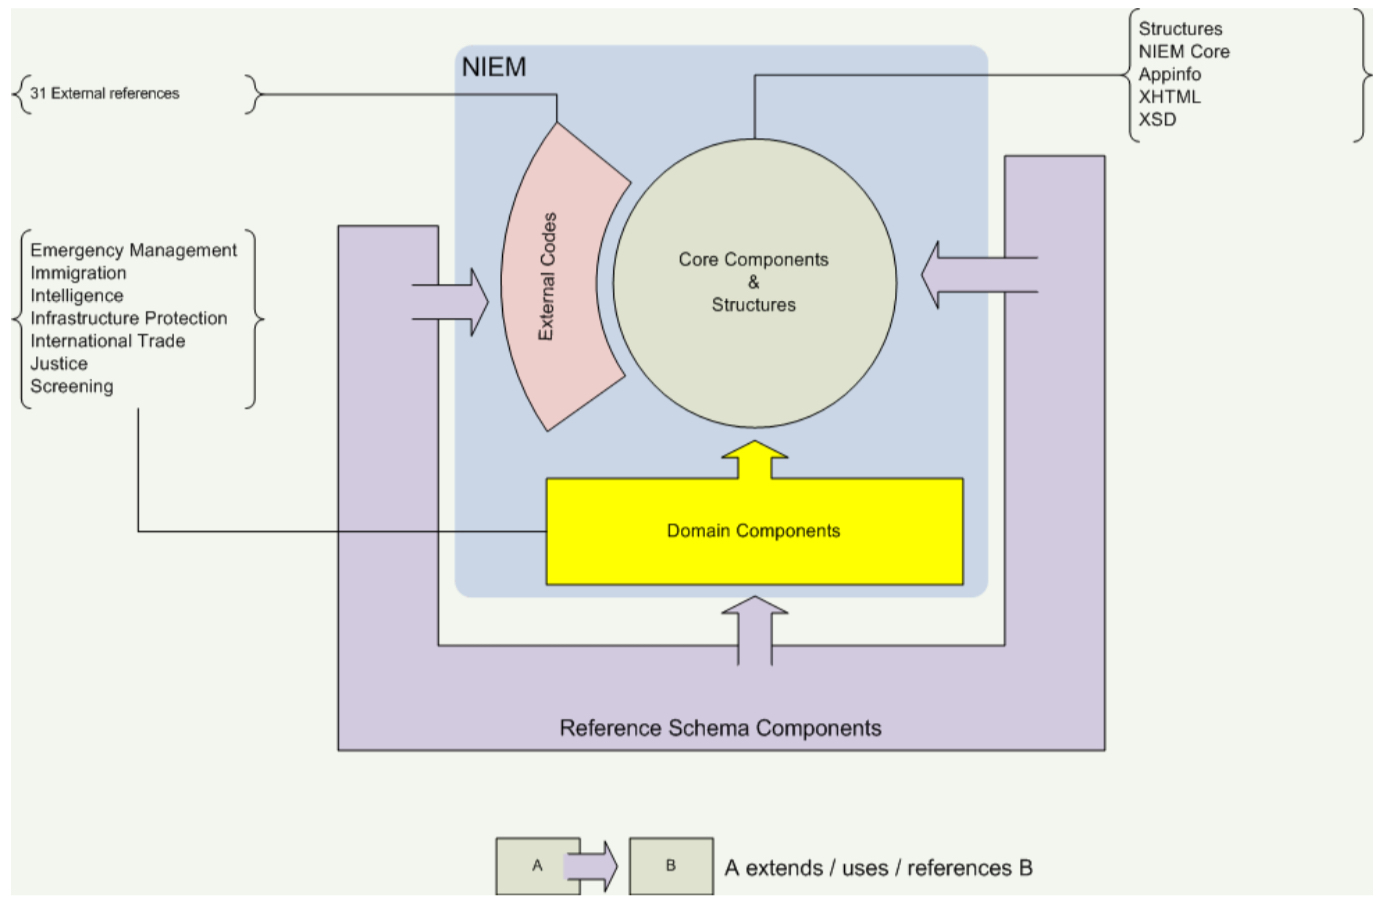 NIEM
31 External references
Structures
NIEM Core
Appinfo
XHTML
XSD
Emergency Management
Immigration
Intelligence
Infrastructure Protection
International Trade
Justice
Screening
External Codes
Core Components
&
Structures
Domain Components
Reference Schema Components
A
B
A extends / uses / references B